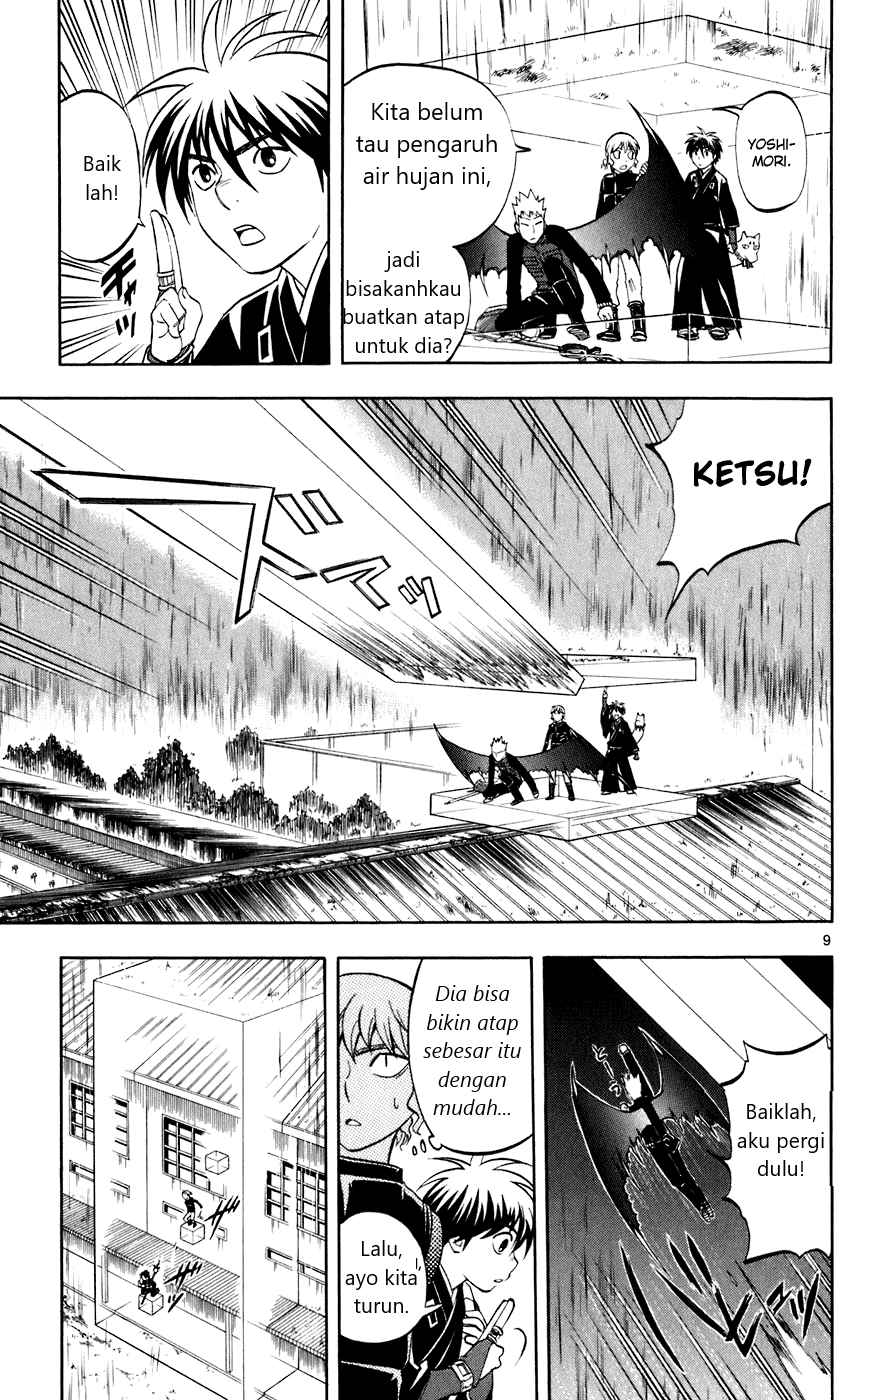 YOSHI-
MORI.
Kita belum
tau pengaruh
air hujan ini,
jadi
bisakanhkau
buatkan atap
untuk dia?
Baik
lah!
KETSU!
9
Baiklah,
aku pergi
dulu!
Dia bisa
bikin atap
sebesar itu
dengan
mudah...
Lalu,
ayo kita
turun.